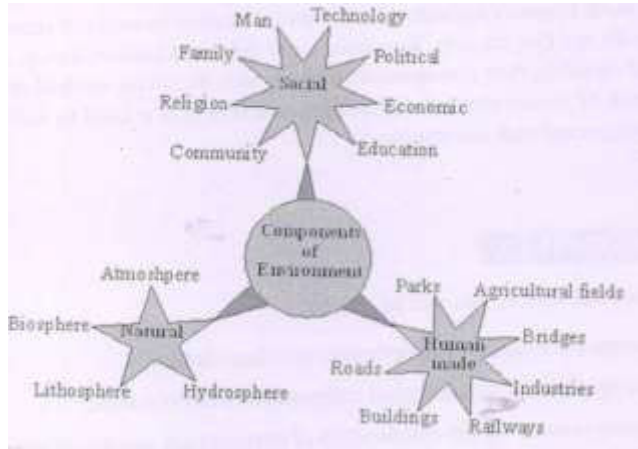 Man
Technology
Family
Political
Social
Religion
Economic
Community
Education
Components
of
Environment
Atmoshpere
Biosphere
Natural
Lithosphere
Hydrosphere
Parks
Agricultural fields
Human
made
Bridges
Roads
Industries
Buildings
Railways